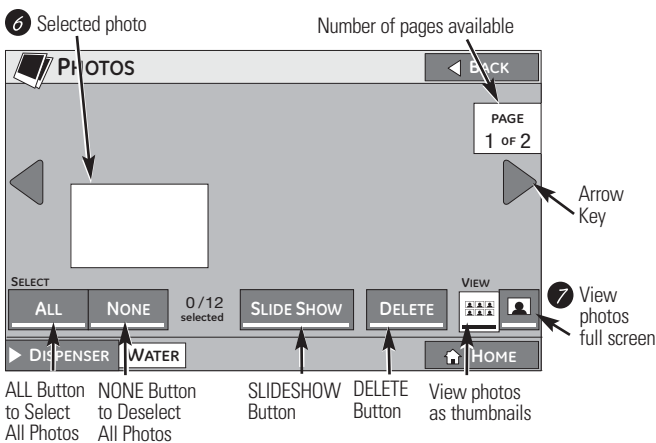 6 Selected photo
Number of pages available
PHOTOS
BACK
PAGE
1 OF 2
Arrow
Key
SELECT
ALL
NONE
0/12
selected
SLIDE SHOW
DELETE
VIEW
7 View
photos
full screen
DISPENSER
WATER
HOME
ALL Button
to Select
All Photos
NONE Button
to Deselect
All Photos
SLIDESHOW
Button
DELETE
Button
View photos
as thumbnails